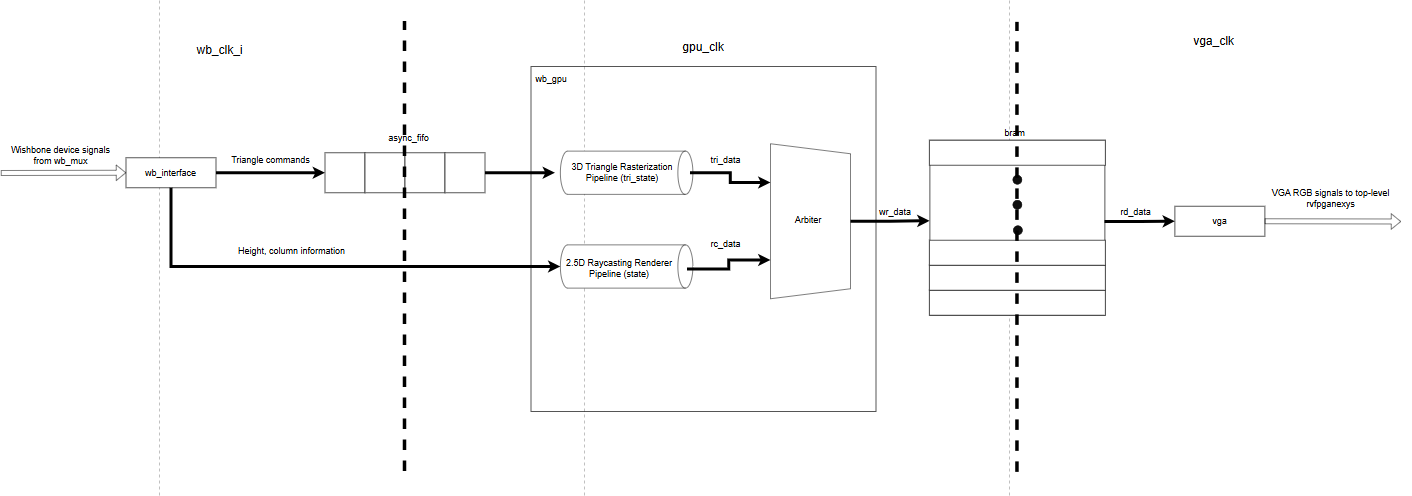 wb_clk_i
gpu_clk
vga_clk
wb_gpu
async_fifo
bram
Wishbone device signals
from wb_mux
wb_interface
Triangle commands
3D Triangle Rasterization
Pipeline (tri_state)
tri_data
Arbiter
wr_data
rd_data
vga
VGA RGB signals to top-level
rvfpganexys
Height, column information
2.5D Raycasting Renderer
Pipeline (state)
rc_data